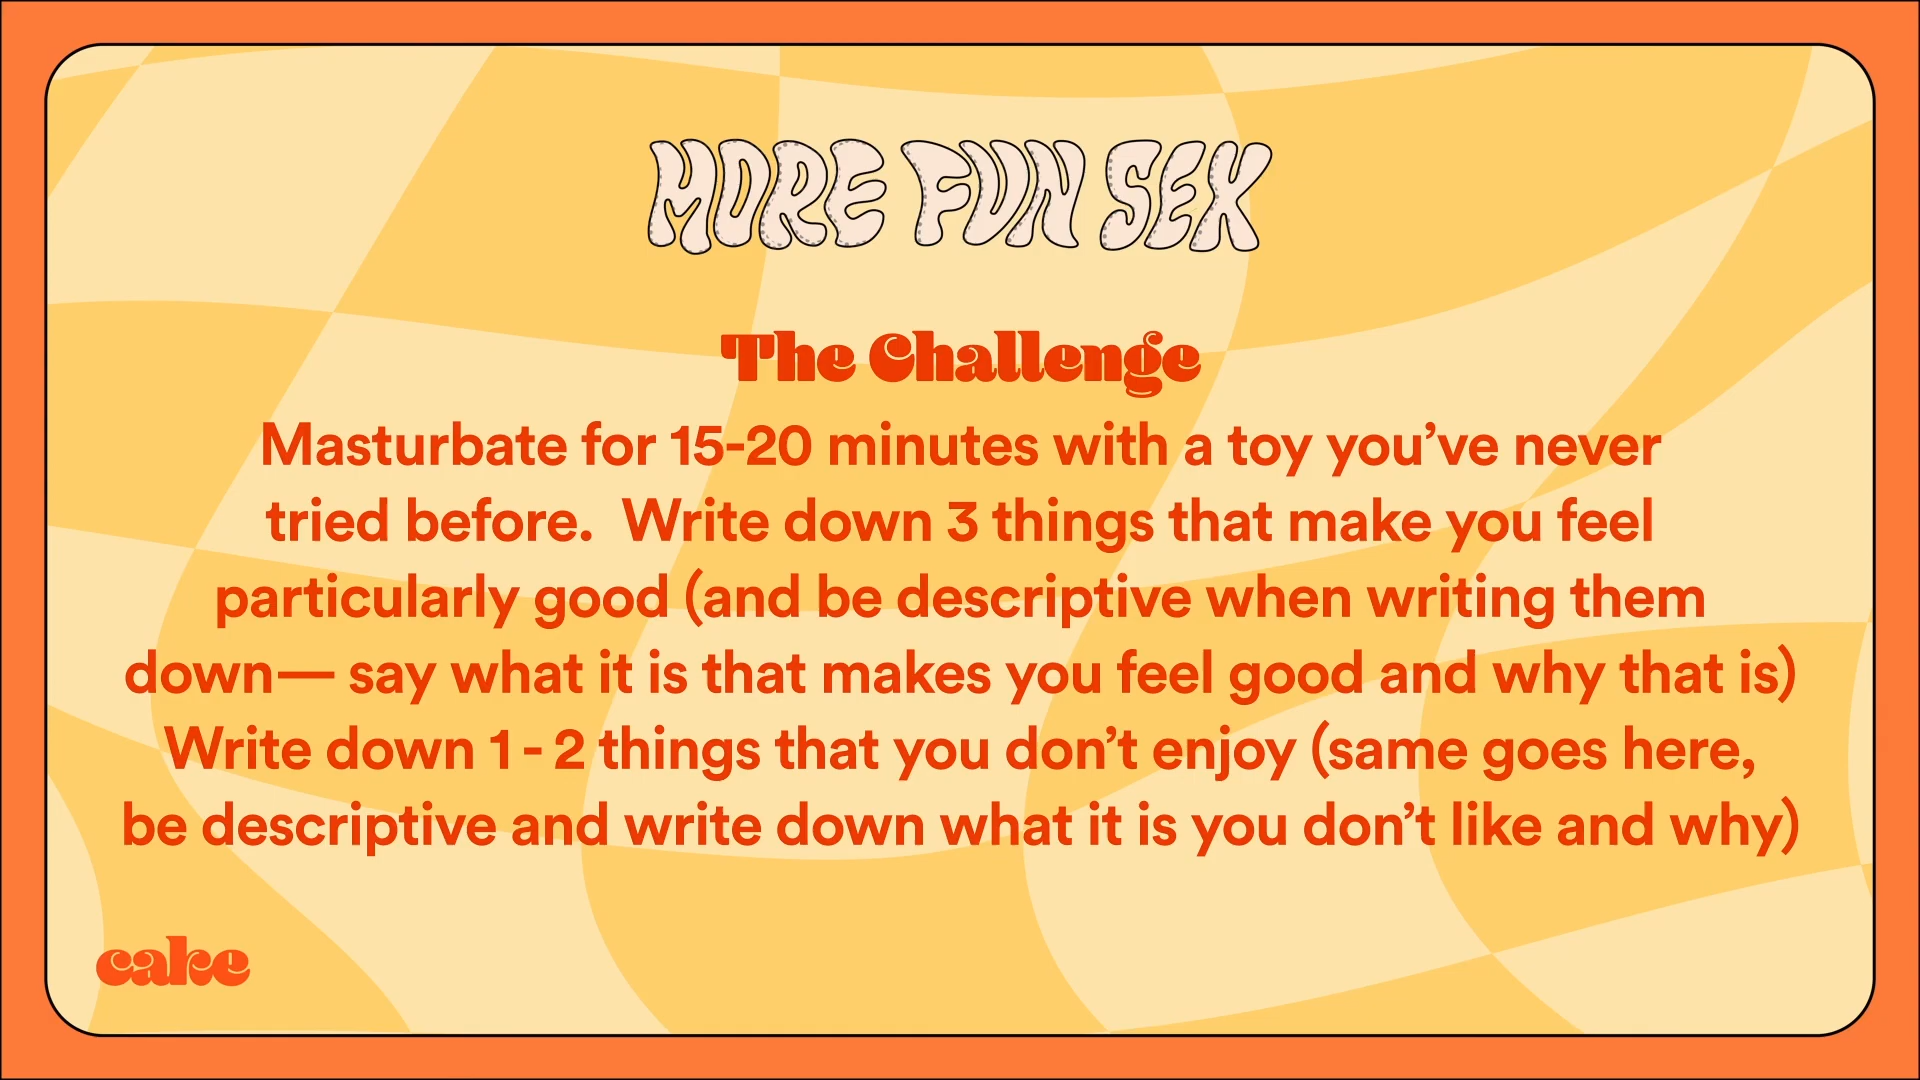 MORE FUN SEX
The Challenge
Masturbate for 15-20 minutes with a toy you’ve never
tried before.  Write down 3 things that make you feel
particularly good (and be descriptive when writing them
down— say what it is that makes you feel good and why that is)
Write down 1 - 2 things that you don’t enjoy (same goes here,
be descriptive and write down what it is you don’t like and why)
cake